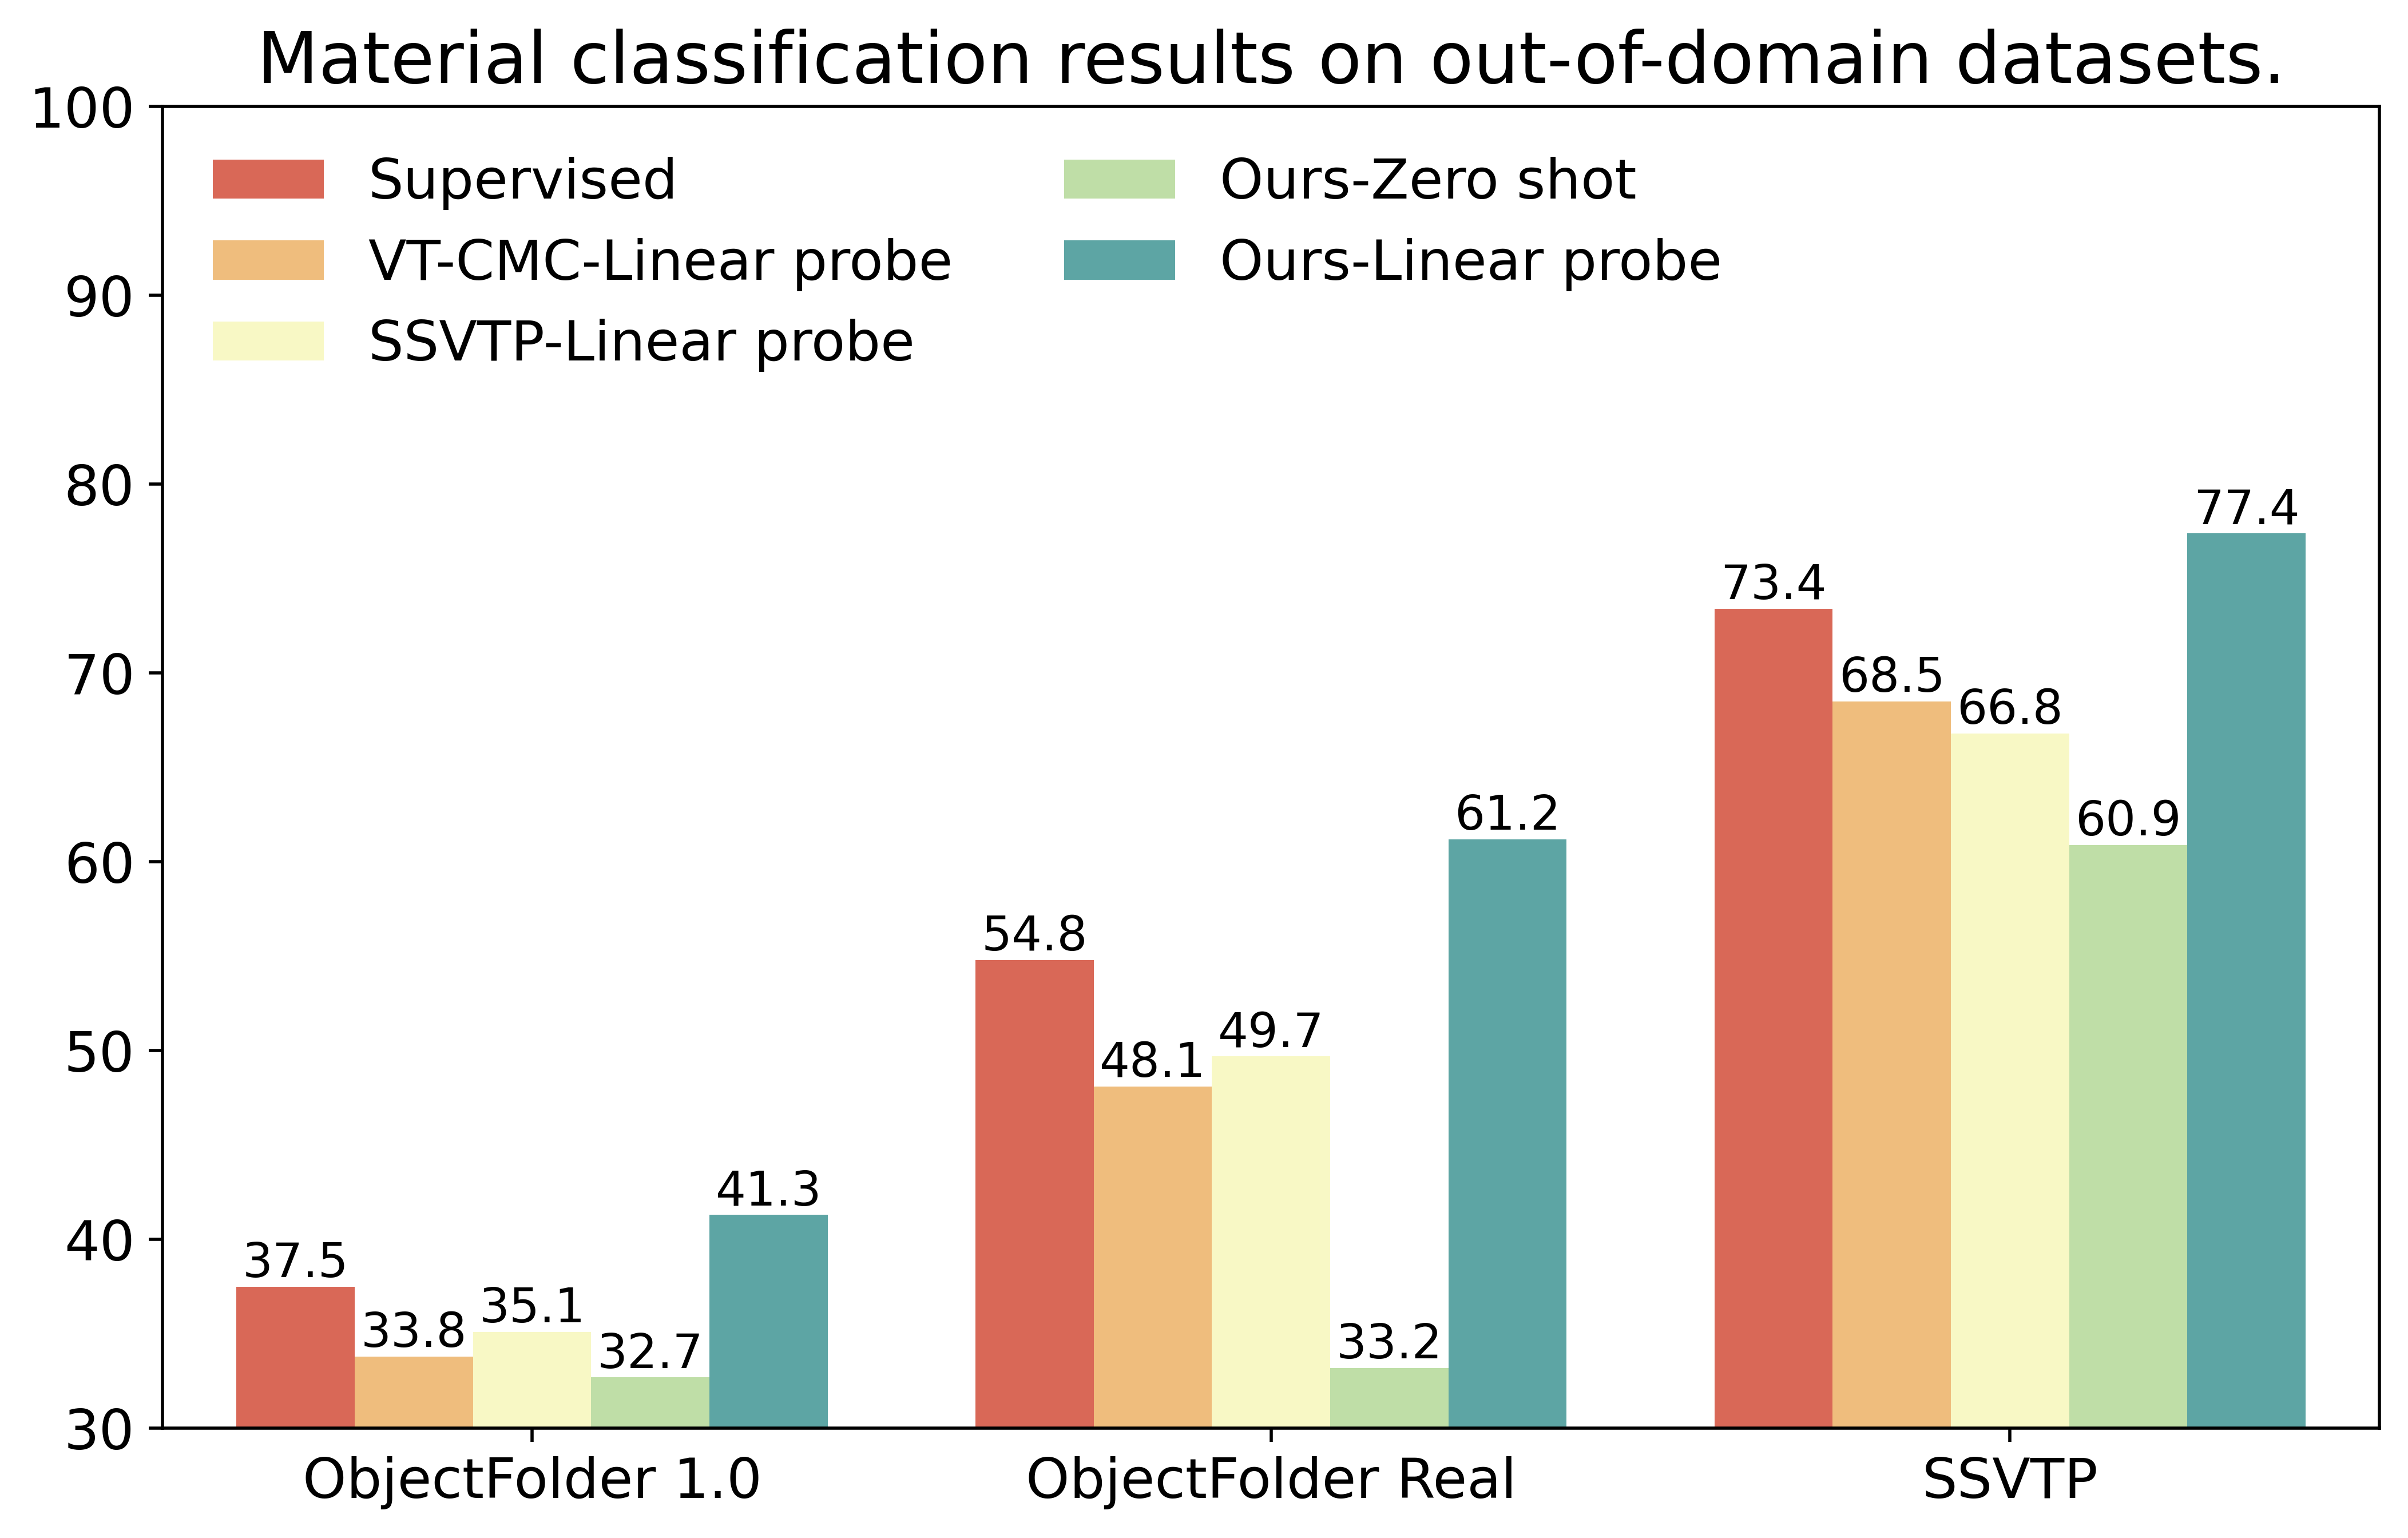 Material classification results on out-of-domain datasets.
100
90
80
70
60
50
40
30
Supervised
VT-CMC-Linear probe
SSVTP-Linear probe
Ours-Zero shot
Ours-Linear probe
37.5
33.8
35.1
32.7
41.3
54.8
48.1
49.7
33.2
61.2
73.4
68.5
66.8
60.9
77.4
ObjectFolder 1.0
ObjectFolder Real
SSVTP